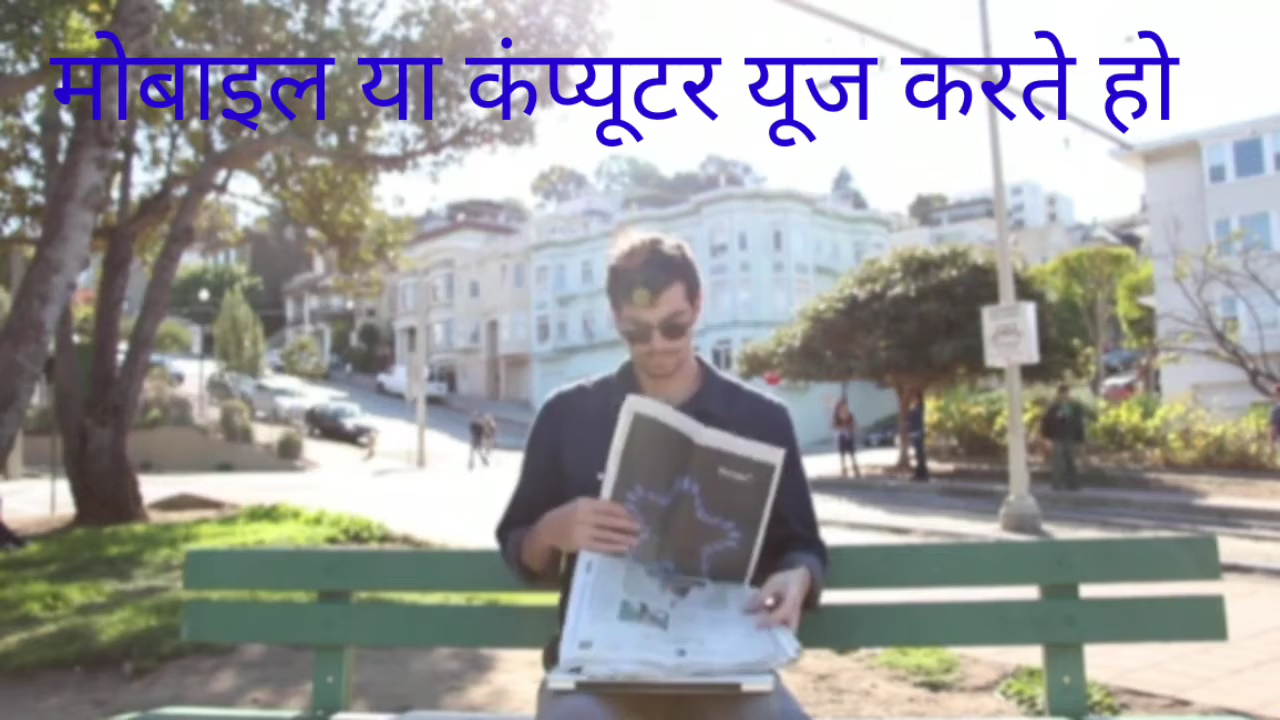 मोबाइल या कंप्यूटर यूज करते हो